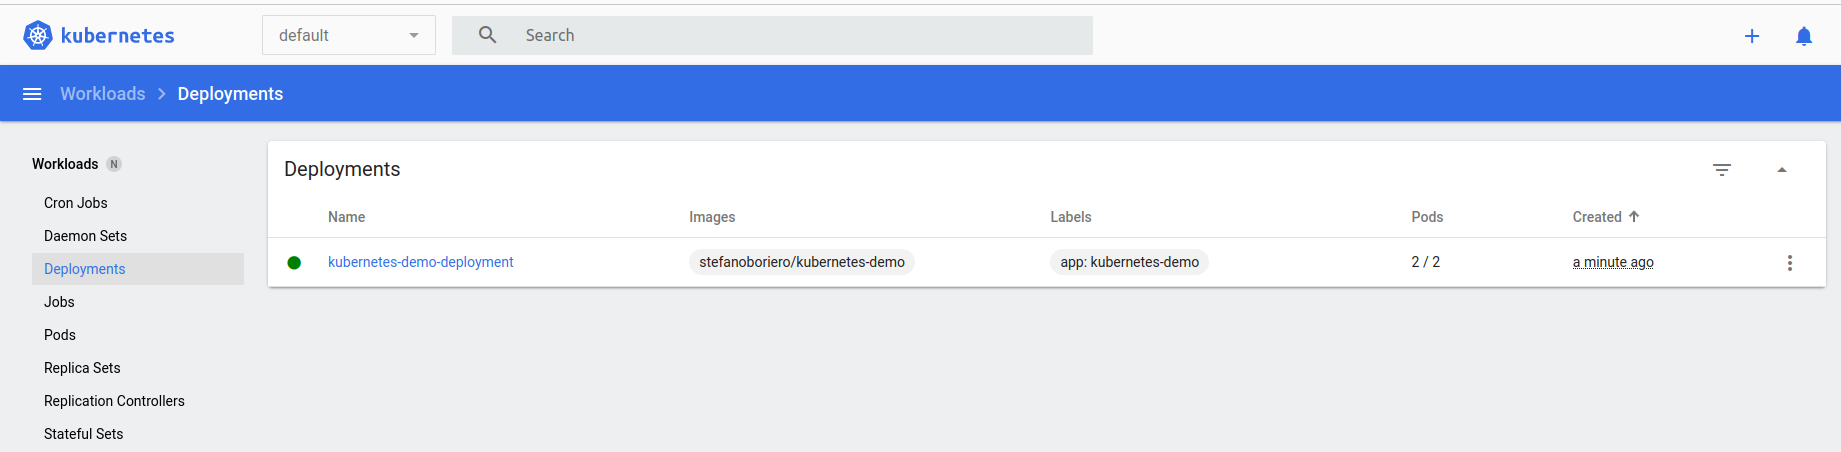 kubernetes default Search
Workloads Deployments
Workloads N
Cron Jobs
Daemon Sets
Deployments
Jobs
Pods
Replica Sets
Replication Controllers
Stateful Sets
Deployments
Name Images Labels Pods Created
kubernetes-demo-deployment stefanoboriero/kubernetes-demo app: kubernetes-demo 2 / 2 a minute ago